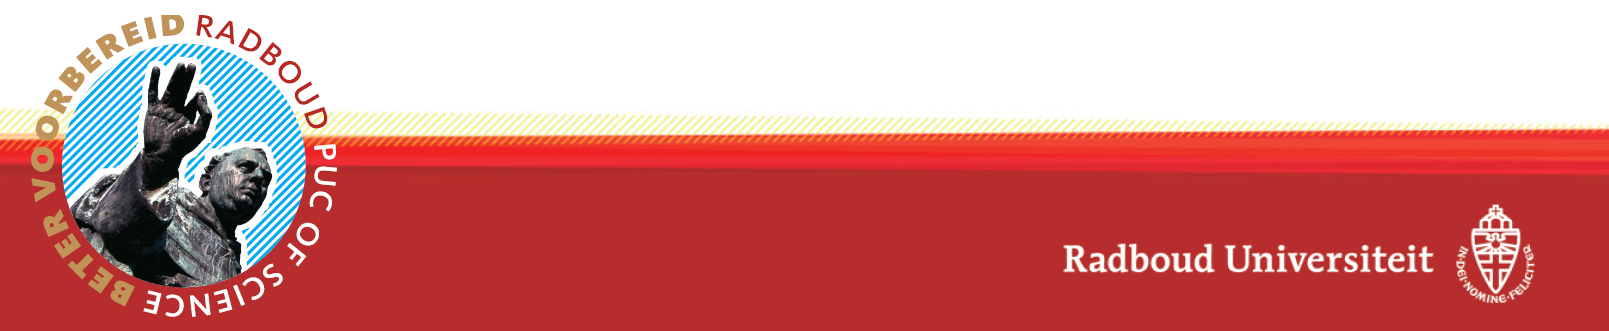 BETER VOORBEREID RADBOUD PUC OF SCIENCE
Radboud Universiteit
IN·DEI·NOMINE·FELICITER